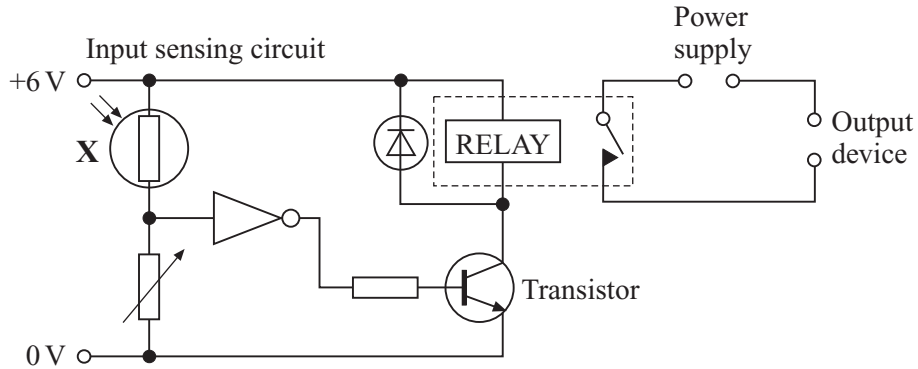 Power
supply
Input sensing circuit
+6 V
X
RELAY
Output
device
Transistor
0 V